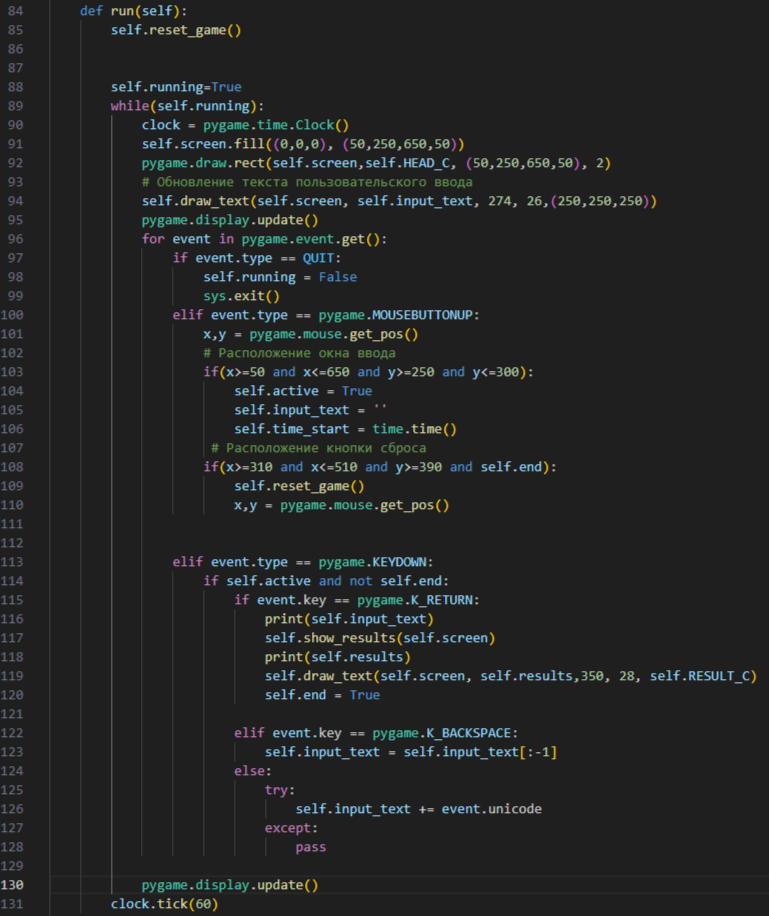 84 def run(self):
85 self.reset_game()
86
87
88 self.running=True
89 while(self.running):
90 clock = pygame.time.Clock()
91 self.screen.fill((0,0,0), (50,250,650,50))
92 pygame.draw.rect(self.screen,self.HEAD_C, (50,250,650,50), 2)
93 # Обновление текста пользовательского ввода
94 self.draw_text(self.screen, self.input_text, 274, 26,(250,250,250))
95 pygame.display.update()
96 for event in pygame.event.get():
97 if event.type == QUIT:
98 self.running = False
99 sys.exit()
100 elif event.type == pygame.MOUSEBUTTONUP:
101 x,y = pygame.mouse.get_pos()
102 # Расположение окна ввода
103 if(x>=50 and x<=650 and y>=250 and y<=300):
104 self.active = True
105 self.input_text = ''
106 self.time_start = time.time()
107 # Расположение кнопки сброса
108 if(x>=310 and x<=510 and y>=390 and self.end):
109 self.reset_game()
110 x,y = pygame.mouse.get_pos()
111
112
113 elif event.type == pygame.KEYDOWN:
114 if self.active and not self.end:
115 if event.key == pygame.K_RETURN:
116 print(self.input_text)
117 self.show_results(self.screen)
118 print(self.results)
119 self.draw_text(self.screen, self.results,350, 28, self.RESULT_C)
120 self.end = True
121
122 elif event.key == pygame.K_BACKSPACE:
123 self.input_text = self.input_text[:-1]
124 else:
125 try:
126 self.input_text += event.unicode
127 except:
128 pass
129
130 pygame.display.update()
131 clock.tick(60)